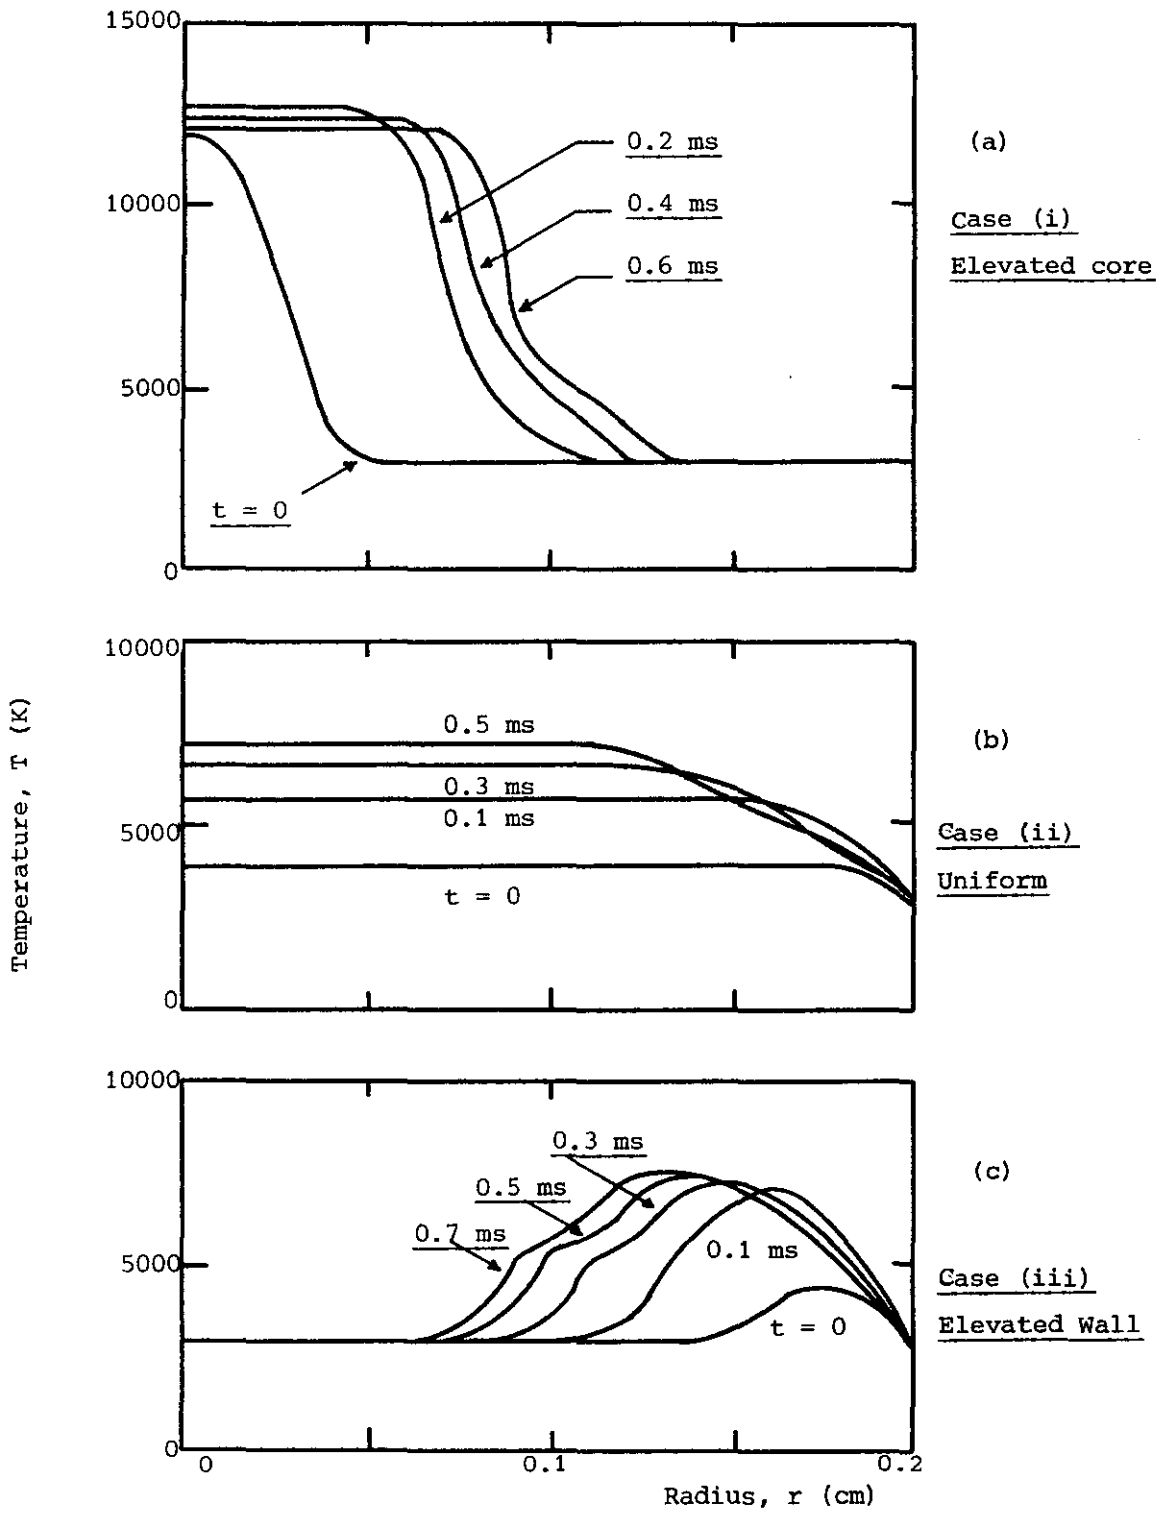 15000
10000
5000
0
0.2 ms
0.4 ms
0.6 ms
t = 0
(a)
Case (i)
Elevated core
Temperature, T (K)
10000
5000
0
0.5 ms
0.3 ms
0.1 ms
t = 0
(b)
Case (ii)
Uniform
10000
5000
0
0.3 ms
0.5 ms
0.7 ms
0.1 ms
t = 0
(c)
Case (iii)
Elevated Wall
0
0.1
0.2
Radius, r (cm)